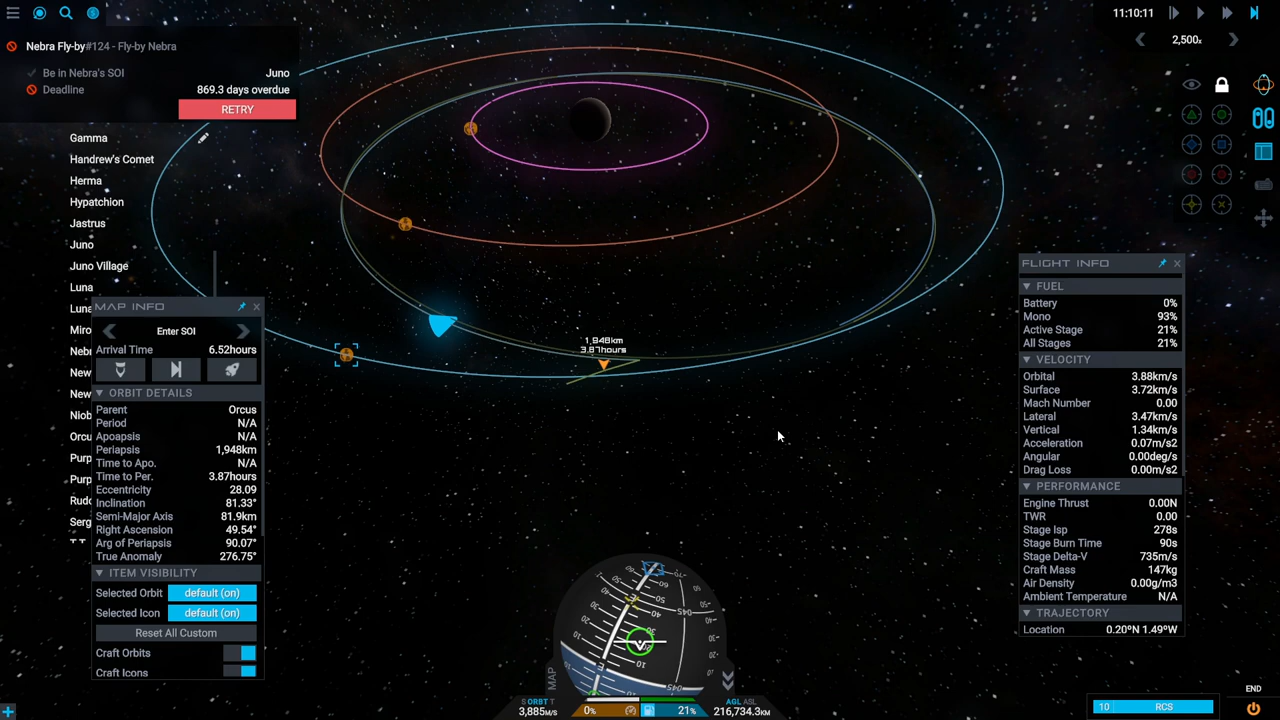 11:10:11
2,500x
Nebra Fly-by#124 - Fly-by Nebra
Be in Nebra's SOI Juno
Deadline 869.3 days overdue
RETRY
Gamma
Handrew's Comet
Herma
Hypatchion
Jastrus
Juno
Juno Village
Luna
MAP INFO
Enter SOI
Arrival Time 6.52hours
ORBIT DETAILS
Parent Orcus
Period N/A
Apoapsis N/A
Periapsis 1,948km
Time to Apo. N/A
Time to Per. 3.87hours
Eccentricity 28.09
Inclination 81.33°
Semi-Major Axis 81.9km
Right Ascension 49.54°
Arg of Periapsis 90.07°
True Anomaly 276.75°
ITEM VISIBILITY
Selected Orbit default (on)
Selected Icon default (on)
Reset All Custom
Craft Orbits
Craft Icons
1,948km
3.87hours
FLIGHT INFO
FUEL
Battery 0%
Mono 93%
Active Stage 21%
All Stages 21%
VELOCITY
Orbital 3.88km/s
Surface 3.72km/s
Mach Number 0.00
Lateral 3.47km/s
Vertical 1.34km/s
Acceleration 0.07m/s2
Angular 0.00deg/s
Drag Loss 0.00m/s2
PERFORMANCE
Engine Thrust 0.00N
TWR 0.00
Stage Isp 278s
Stage Burn Time 90s
Stage Delta-V 735m/s
Craft Mass 147kg
Air Density 0.00g/m3
Ambient Temperature N/A
TRAJECTORY
Location 0.20ºN 1.49ºW
MAP
S ORBT T
3,885M/S
0%
21%
AGL ASL
216,734.3KM
10 RCS
END